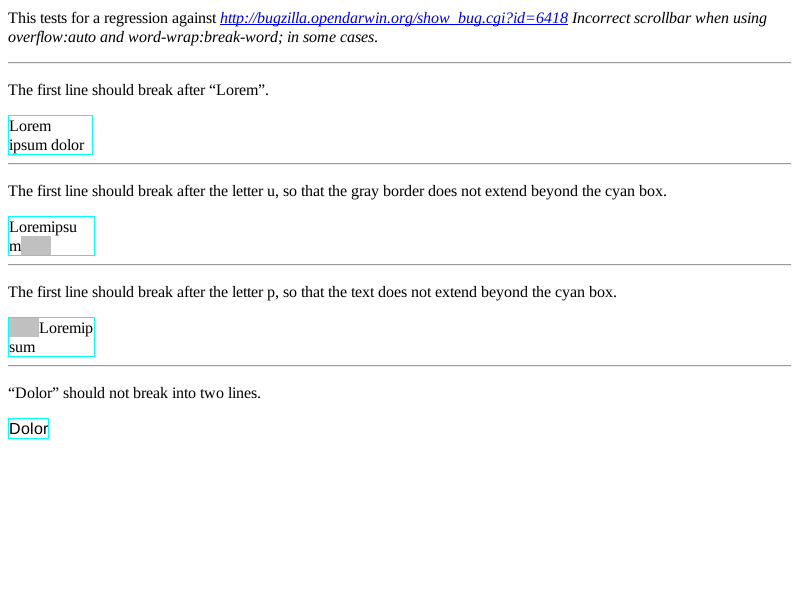 This tests for a regression against http://bugzilla.opendarwin.org/show_bug.cgi?id=6418 Incorrect scrollbar when using
overflow:auto and word-wrap:break-word; in some cases.
The first line should break after “Lorem”.
Lorem
ipsum dolor
The first line should break after the letter u, so that the gray border does not extend beyond the cyan box.
Loremipsu
m
The first line should break after the letter p, so that the text does not extend beyond the cyan box.
Loremip
sum
“Dolor” should not break into two lines.
Dolor